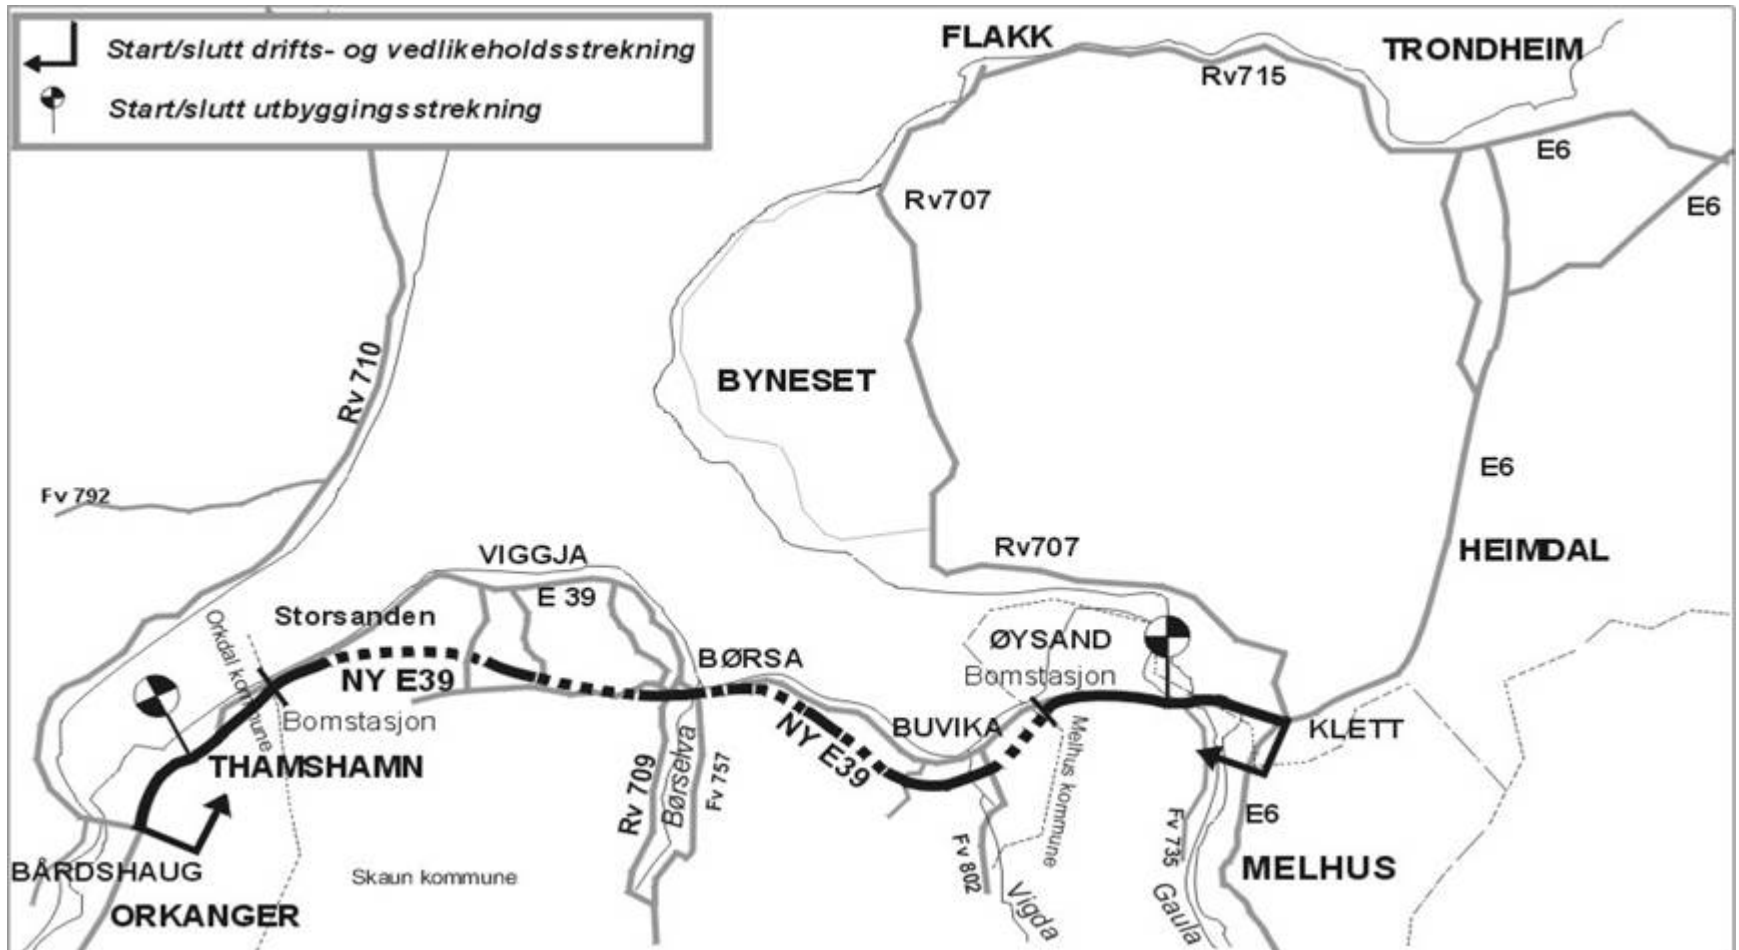 Start/slutt drifts- og vedlikeholdsstrekning
Start/slutt utbyggingsstrekning
FLAKK
TRONDHEIM
Rv715
E6
Rv707
E6
Rv 710
BYNESET
E6
Fv 792
HEIMDAL
Rv707
VIGGJA
E 39
Storsanden
Orkdal kommune
ØYSAND
BØRSA
Bomstasjon
NY E39
Bomstasjon
BUVIKA
KLETT
NY E39
Melhus kommune
THAMSHAMN
Rv 709
Børselva
Fv 757
E6
Fv 735
Fv 802
BÅRDSHAUG
Skaun kommune
MELHUS
ORKANGER
Vigda
Gaula